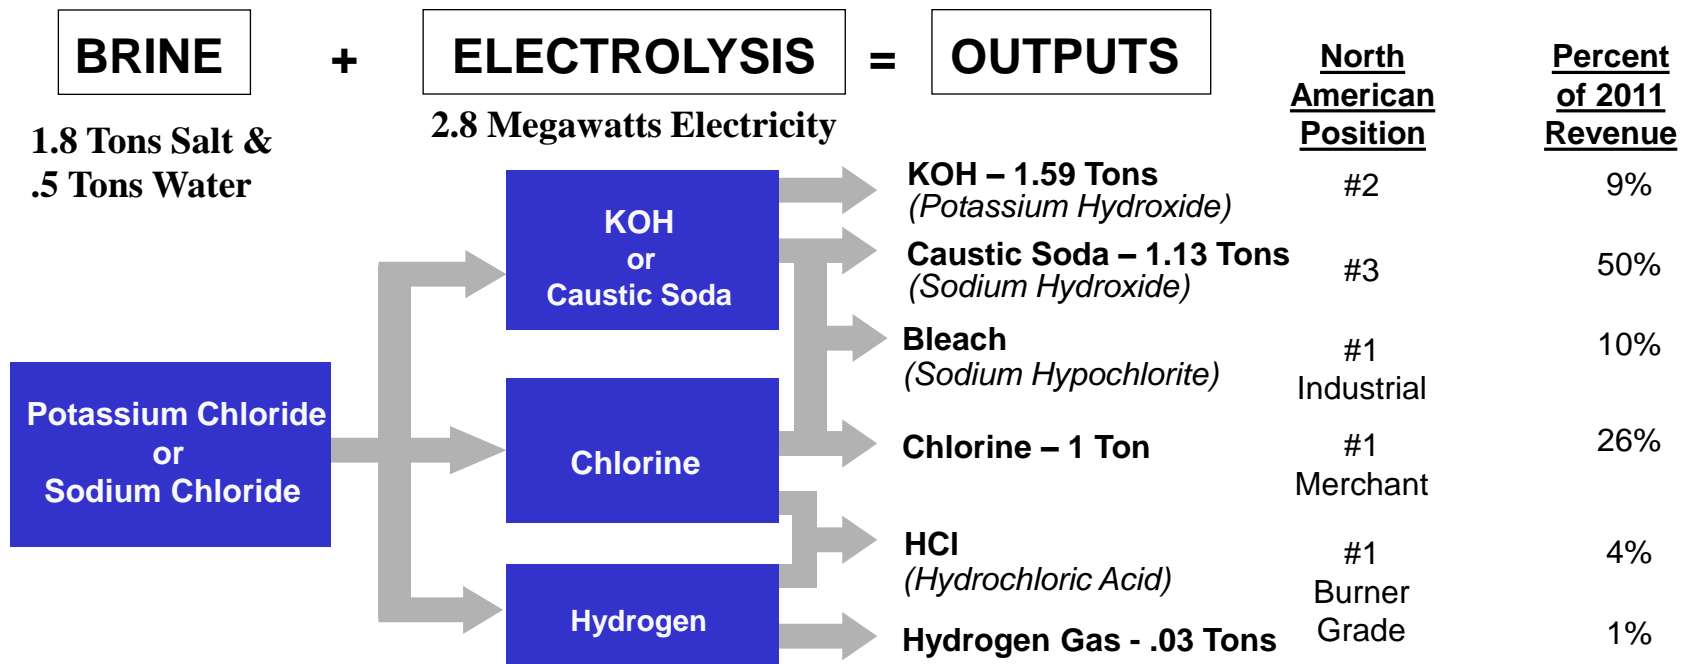 BRINE + ELECTROLYSIS = OUTPUTS
North
American
Position
Percent
of 2011
Revenue
1.8 Tons Salt &
.5 Tons Water
2.8 Megawatts Electricity
Potassium Chloride
or
Sodium Chloride
KOH
or
Caustic Soda
Chlorine
Hydrogen
KOH – 1.59 Tons
(Potassium Hydroxide)
#2
9%
Caustic Soda – 1.13 Tons
(Sodium Hydroxide)
#3
50%
Bleach
(Sodium Hypochlorite)
#1
Industrial
10%
Chlorine – 1 Ton
#1
Merchant
26%
HCl
(Hydrochloric Acid)
#1
Burner
Grade
4%
Hydrogen Gas - .03 Tons
1%